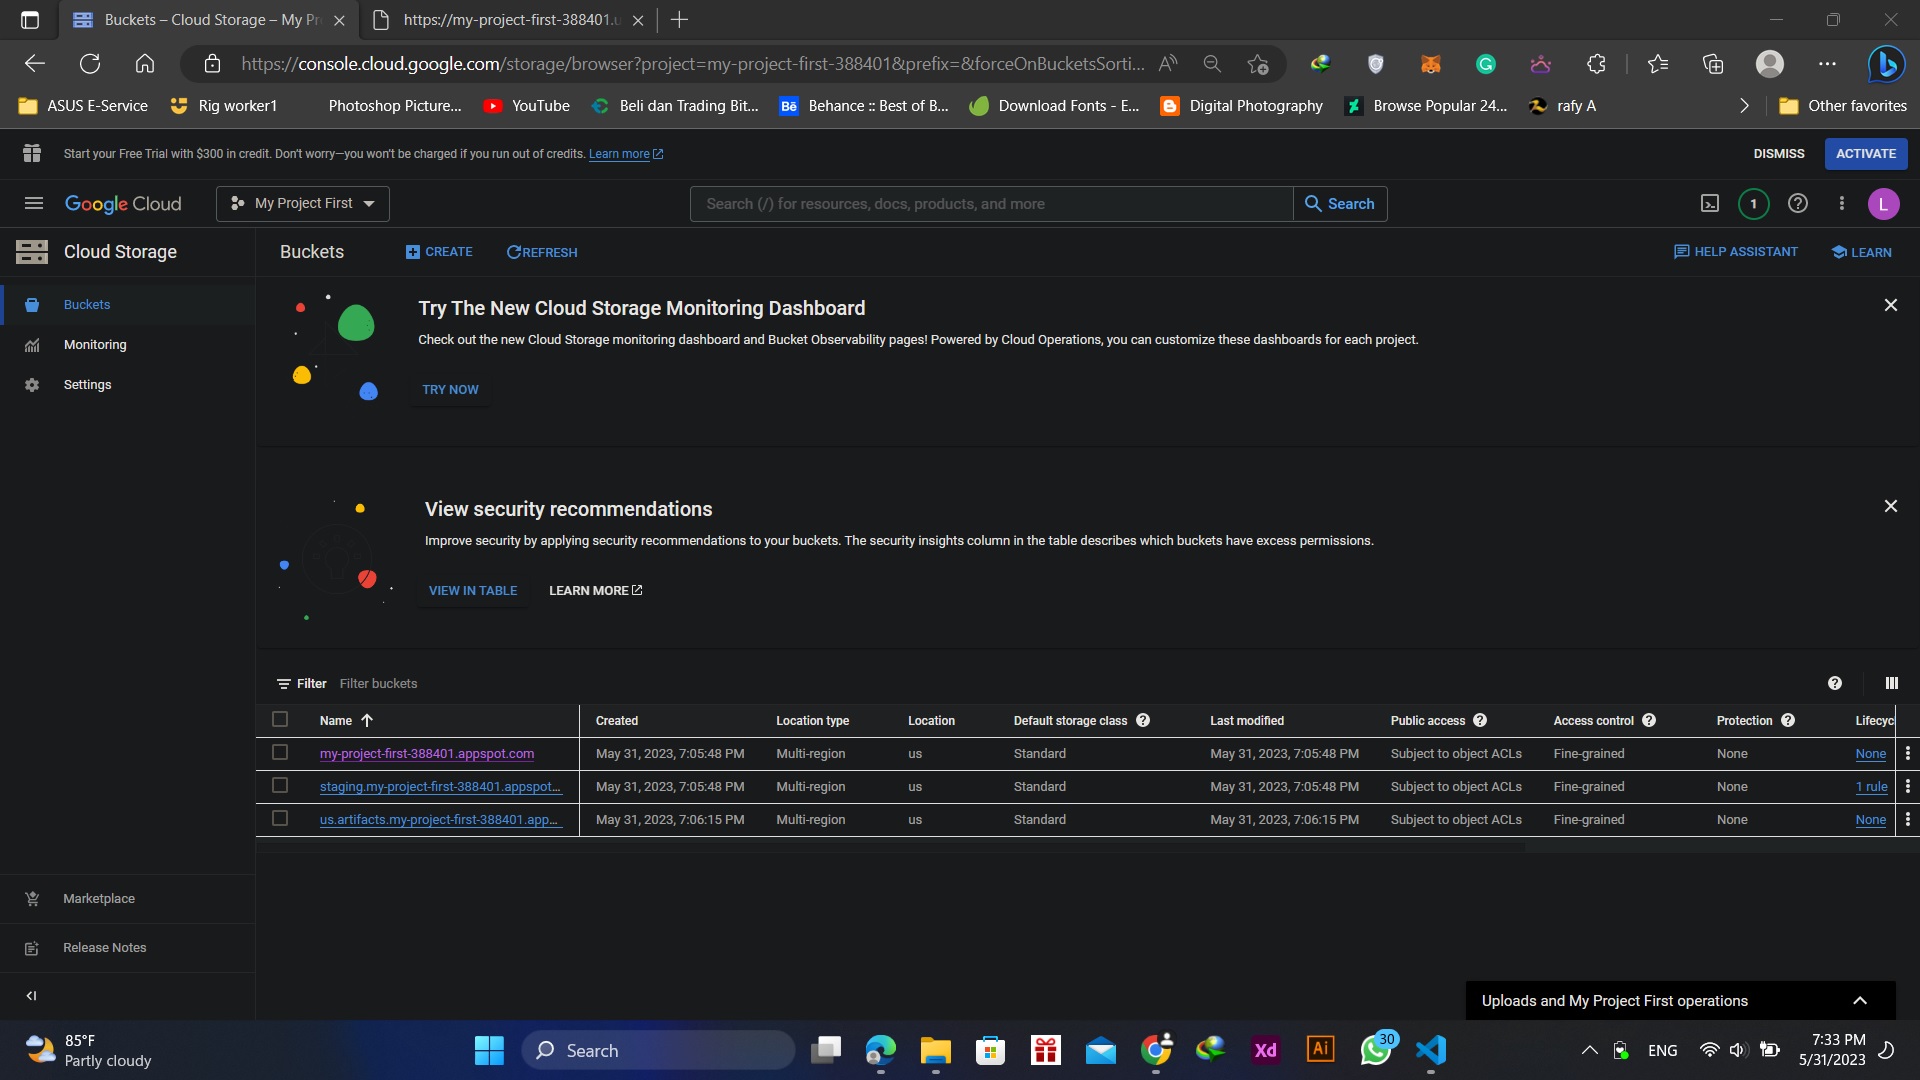 Buckets – Cloud Storage – My Pr
https://my-project-first-388401.u
https://console.cloud.google.com/storage/browser?project=my-project-first-388401&prefix=&forceOnBucketsSorti...
ASUS E-Service
Rig worker1
Photoshop Picture...
YouTube
Beli dan Trading Bit...
Bē
Behance :: Best of B...
Download Fonts - E...
Digital Photography
Browse Popular 24...
rafy A
Other favorites
Start your Free Trial with $300 in credit. Don't worry—you won't be charged if you run out of credits. Learn more
DISMISS
ACTIVATE
Google Cloud
My Project First
Search (/) for resources, docs, products, and more
Search
1
L
Cloud Storage
Buckets
CREATE
REFRESH
HELP ASSISTANT
LEARN
Buckets
Monitoring
Settings
Try The New Cloud Storage Monitoring Dashboard
Check out the new Cloud Storage monitoring dashboard and Bucket Observability pages! Powered by Cloud Operations, you can customize these dashboards for each project.
TRY NOW
View security recommendations
Improve security by applying security recommendations to your buckets. The security insights column in the table describes which buckets have excess permissions.
VIEW IN TABLE
LEARN MORE
Filter Filter buckets
Name Created Location type Location Default storage class Last modified Public access Access control Protection Lifecyc
my-project-first-388401.appspot.com May 31, 2023, 7:05:48 PM Multi-region us Standard May 31, 2023, 7:05:48 PM Subject to object ACLs Fine-grained None None
staging.my-project-first-388401.appspot... May 31, 2023, 7:05:48 PM Multi-region us Standard May 31, 2023, 7:05:48 PM Subject to object ACLs Fine-grained None 1 rule
us.artifacts.my-project-first-388401.app... May 31, 2023, 7:06:15 PM Multi-region us Standard May 31, 2023, 7:06:15 PM Subject to object ACLs Fine-grained None None
Marketplace
Release Notes
Uploads and My Project First operations
85°F
Partly cloudy
Search
Xd
Ai
30
ENG
7:33 PM
5/31/2023